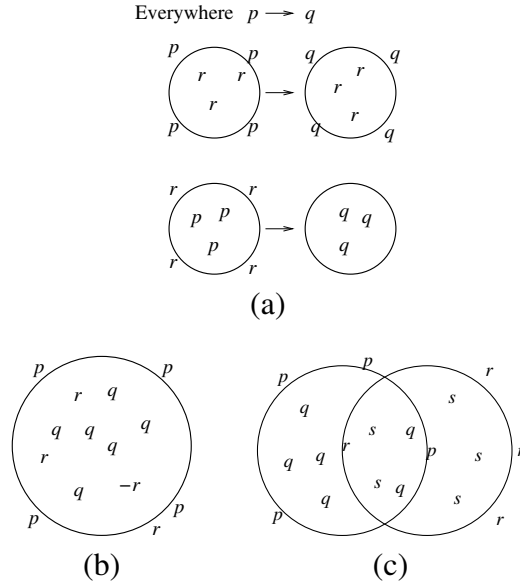 Everywhere p → q
p p q q
r r r
r
r r
p p q q
r r
p p q q
p q
r r
(a)
p p p p
r q p r
q q q q s
r q q r s q p s r
q −r q s q s
p p p r
r
(b) (c)